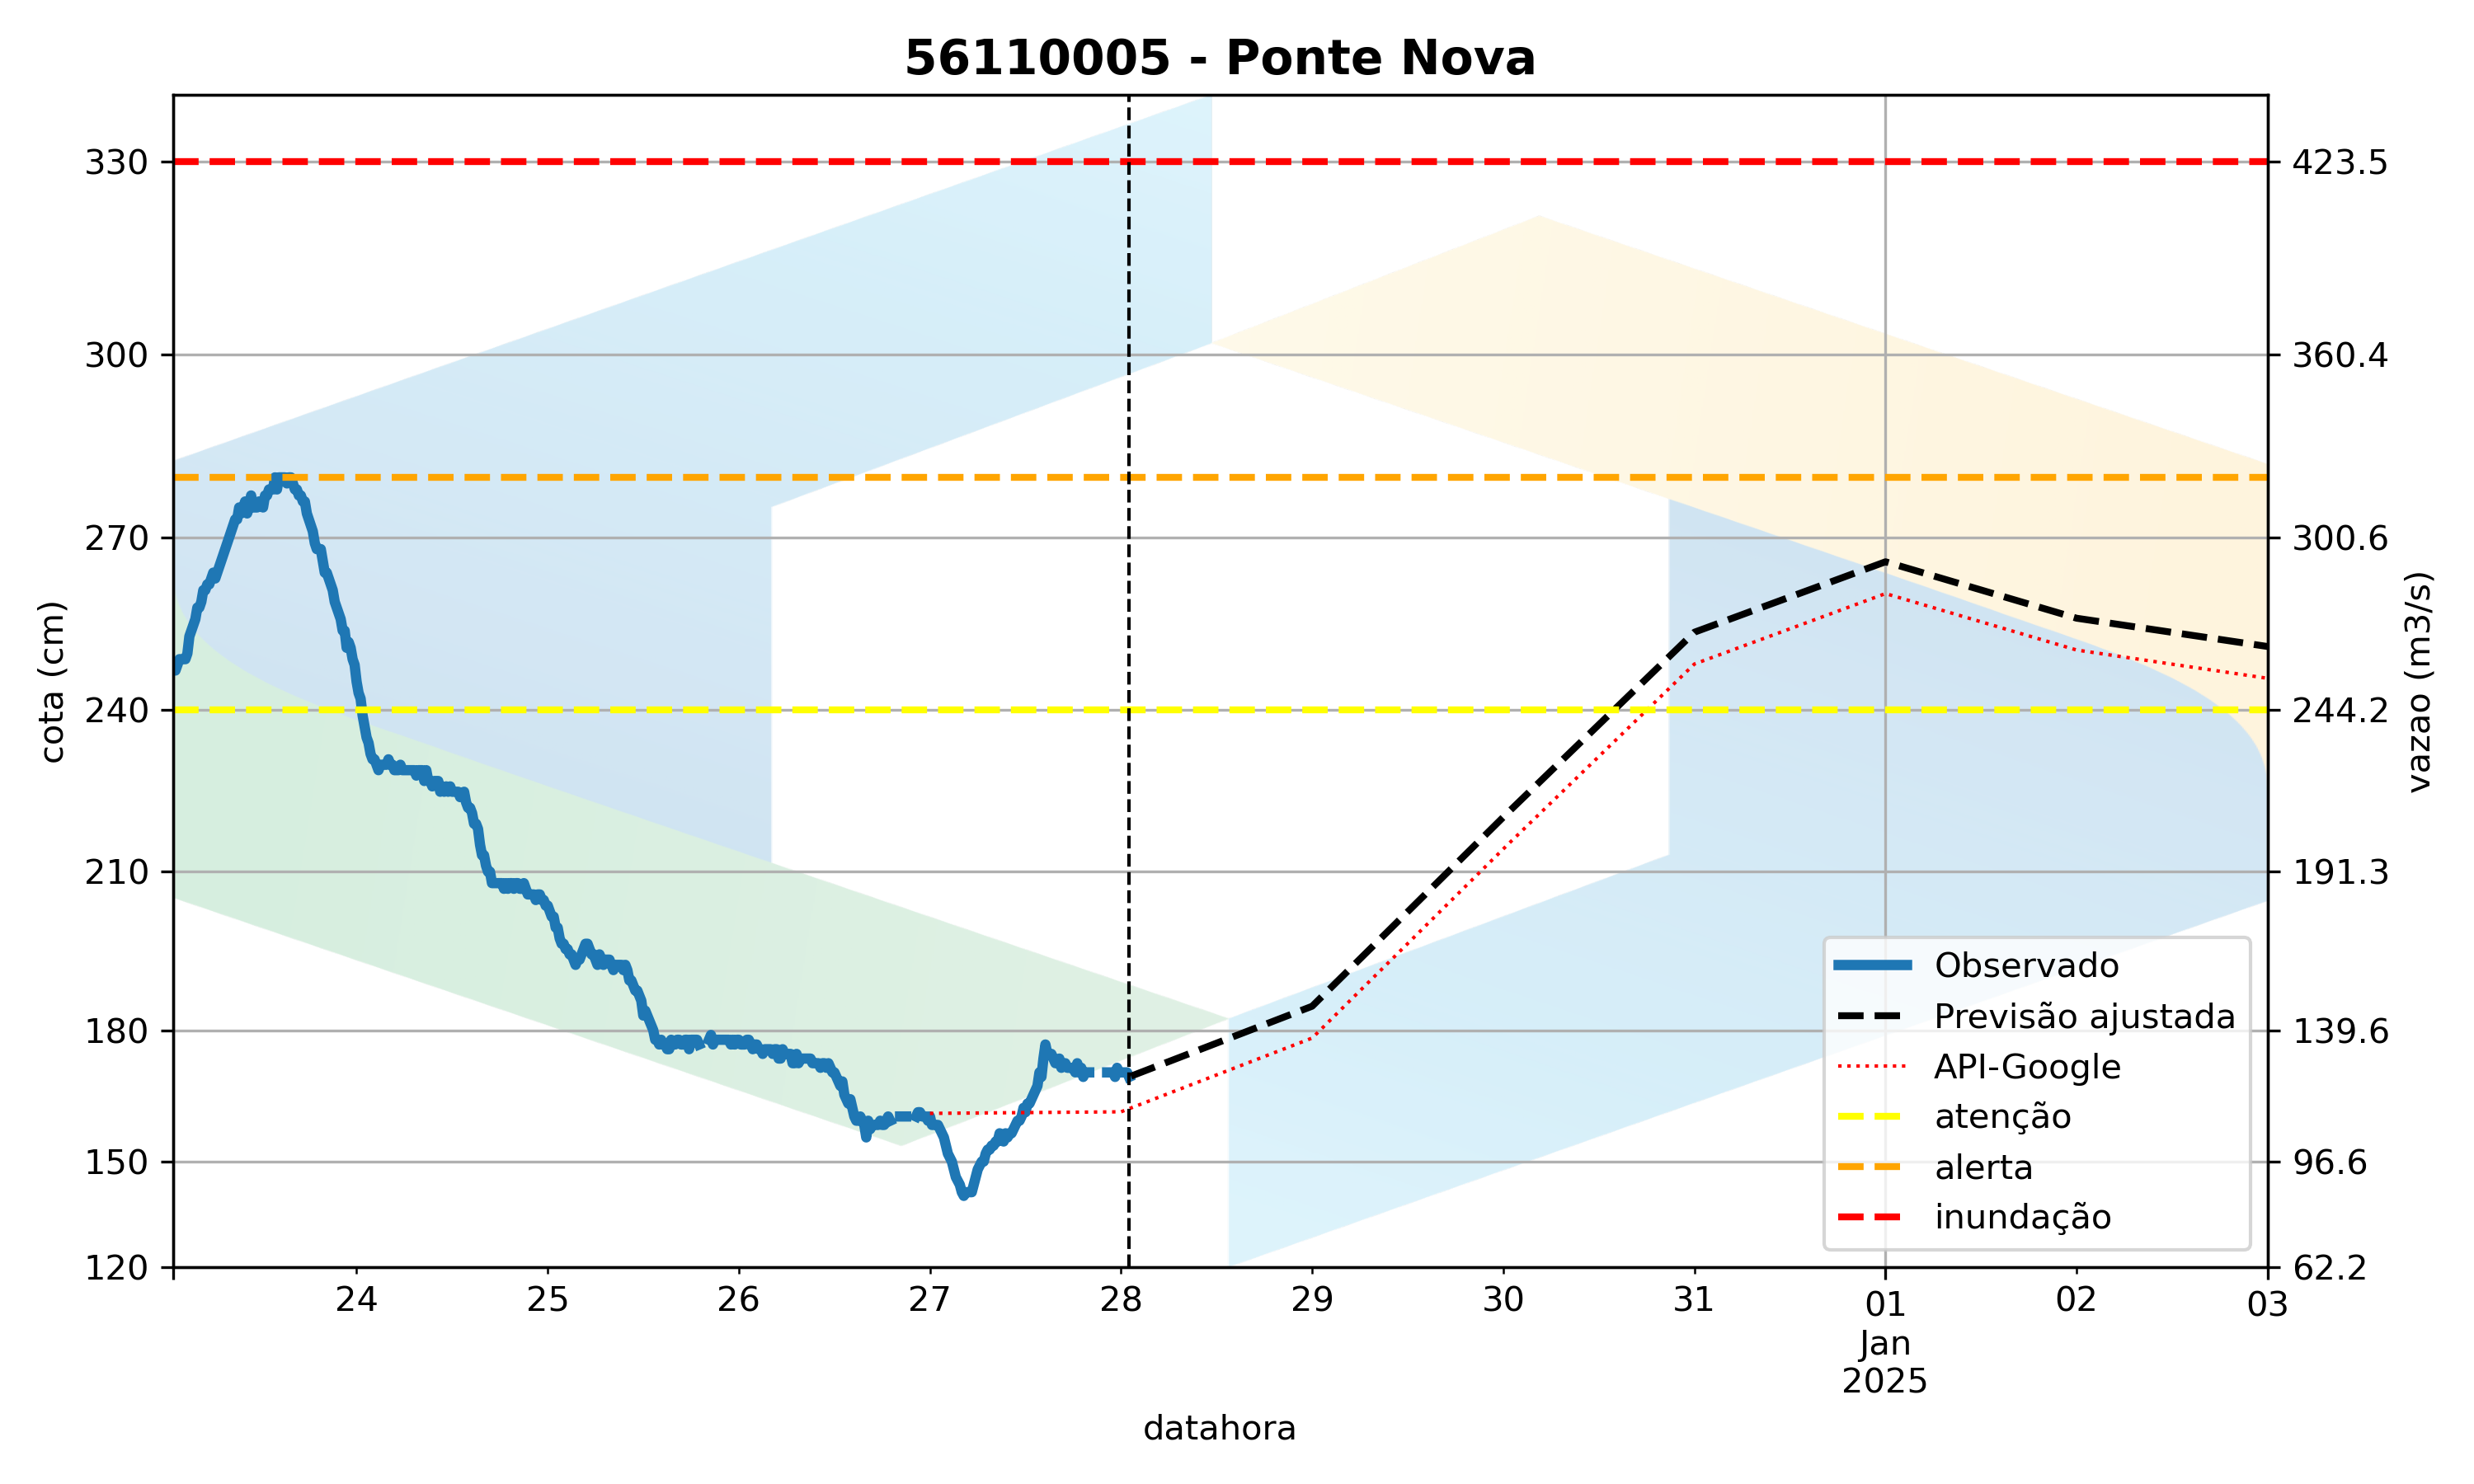 56110005 - Ponte Nova
330
300
270
240
210
180
150
120
cota (cm)
423.5
360.4
300.6
244.2
191.3
139.6
96.6
62.2
vazao (m3/s)
Observado
Previsão ajustada
API-Google
atenção
alerta
inundação
24 25 26 27 28 29 30 31 01 02 03
Jan
2025
datahora